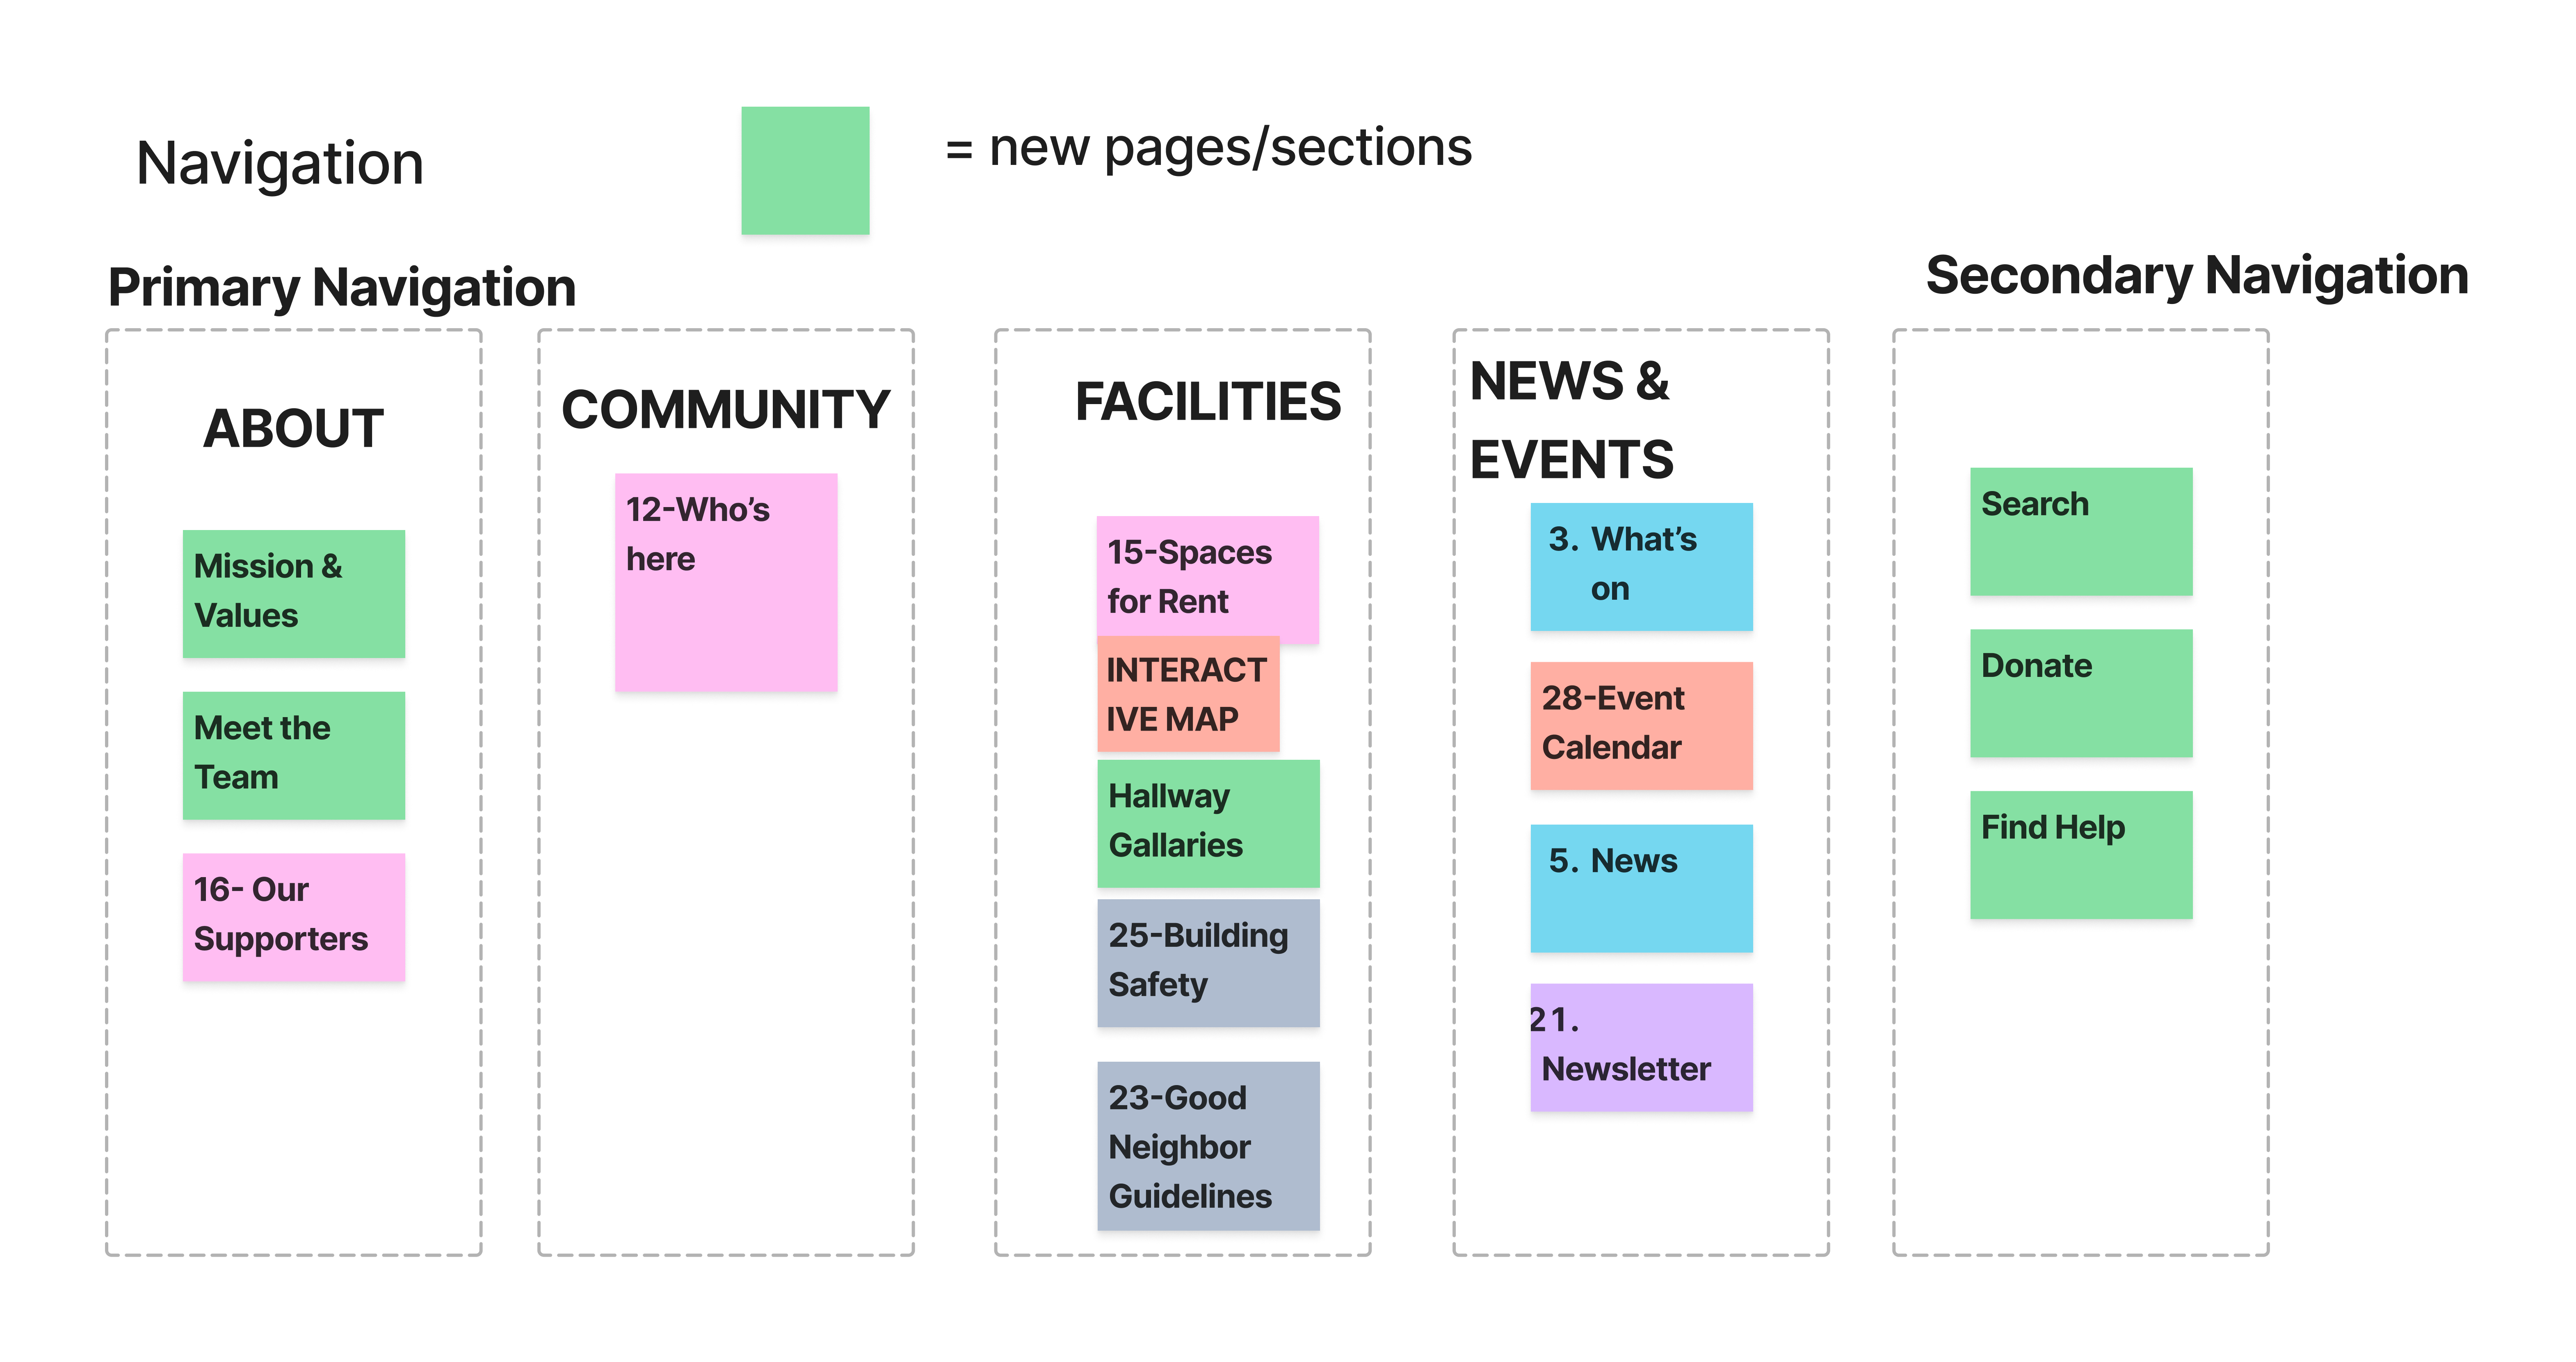 Navigation
= new pages/sections
Primary Navigation
Secondary Navigation
ABOUT
Mission &
Values
Meet the
Team
16- Our
Supporters
COMMUNITY
12-Who’s
here
FACILITIES
15-Spaces
for Rent
INTERACT
IVE MAP
Hallway
Gallaries
25-Building
Safety
23-Good
Neighbor
Guidelines
NEWS &
EVENTS
3. What’s
on
28-Event
Calendar
5. News
21.
Newsletter
Search
Donate
Find Help